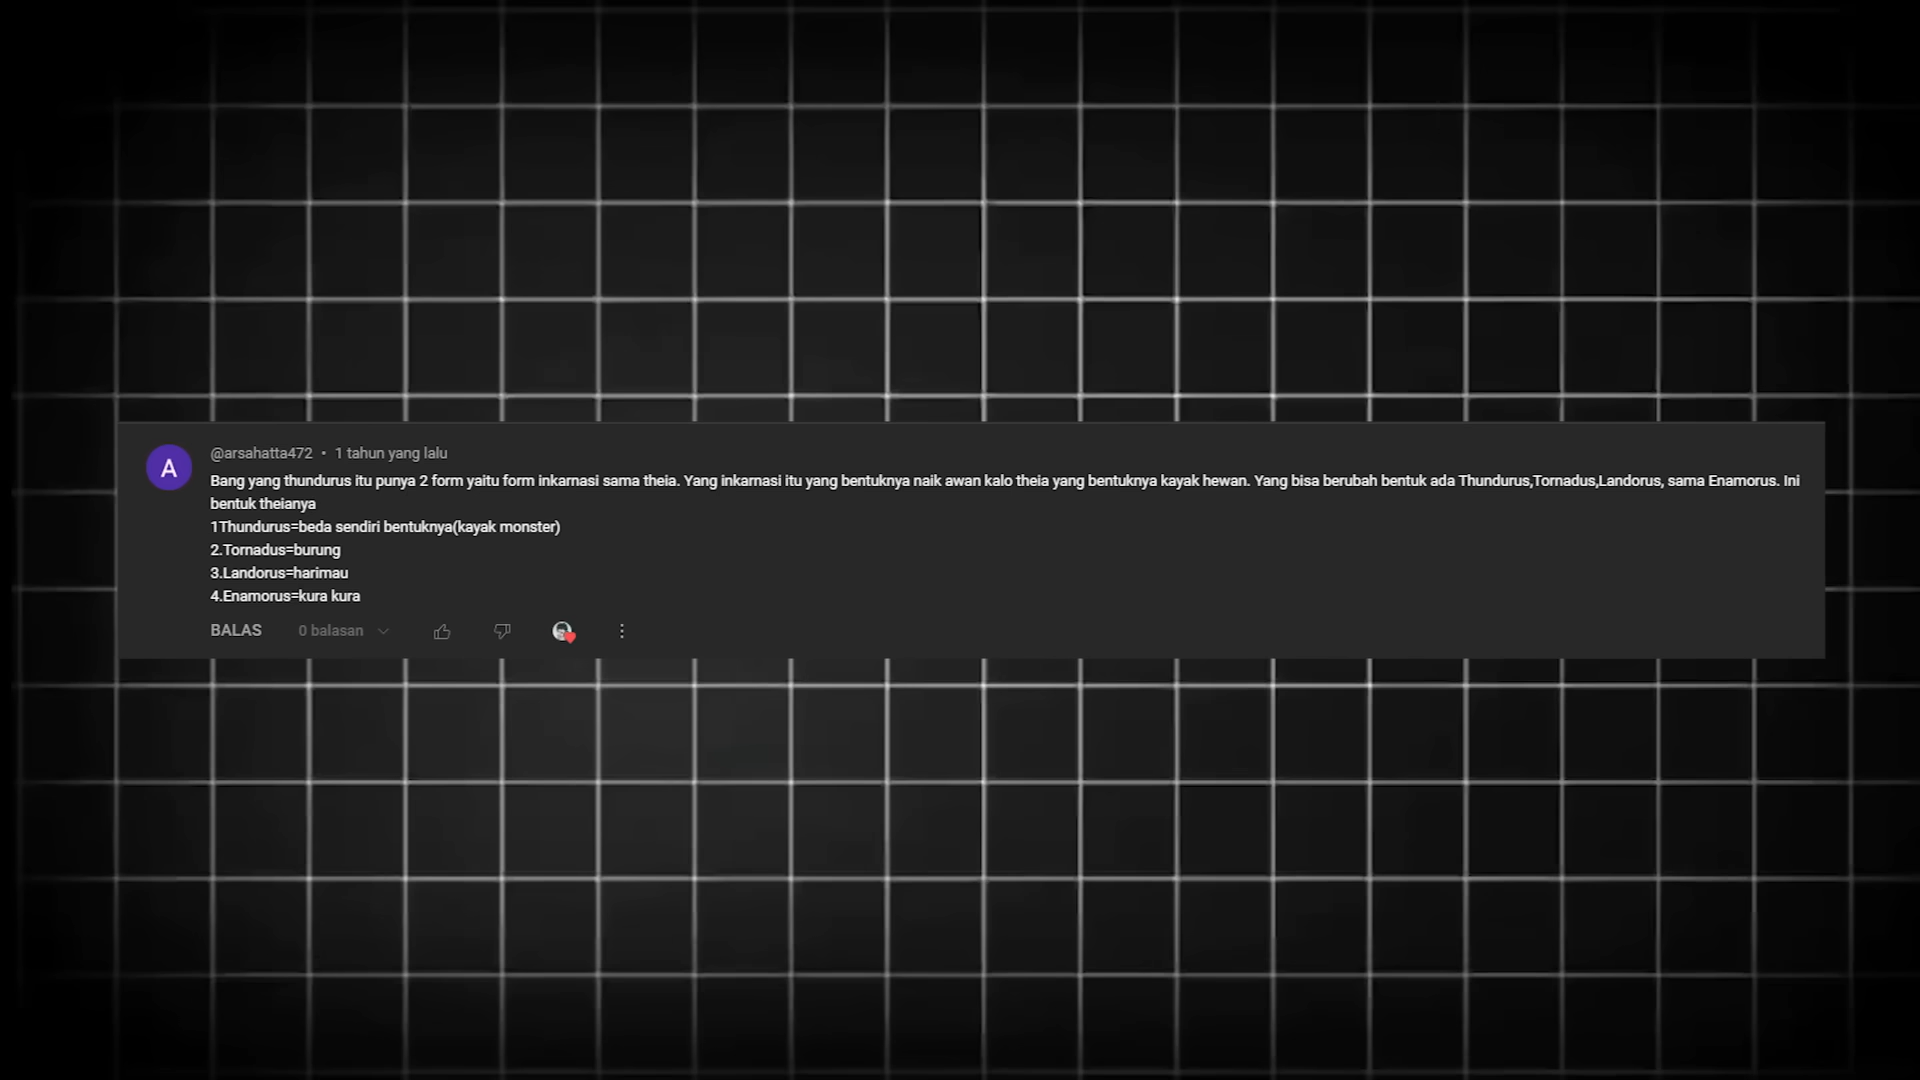 A
@arsahatta472 • 1 tahun yang lalu
Bang yang thundurus itu punya 2 form yaitu form inkarnasi sama theia. Yang inkarnasi itu yang bentuknya naik awan kalo theia yang bentuknya kayak hewan. Yang bisa berubah bentuk ada Thundurus,Tornadus,Landorus, sama Enamorus. Ini
bentuk theianya
1Thundurus=beda sendiri bentuknya(kayak monster)
2.Tornadus=burung
3.Landorus=harimau
4.Enamorus=kura kura
BALAS 0 balasan